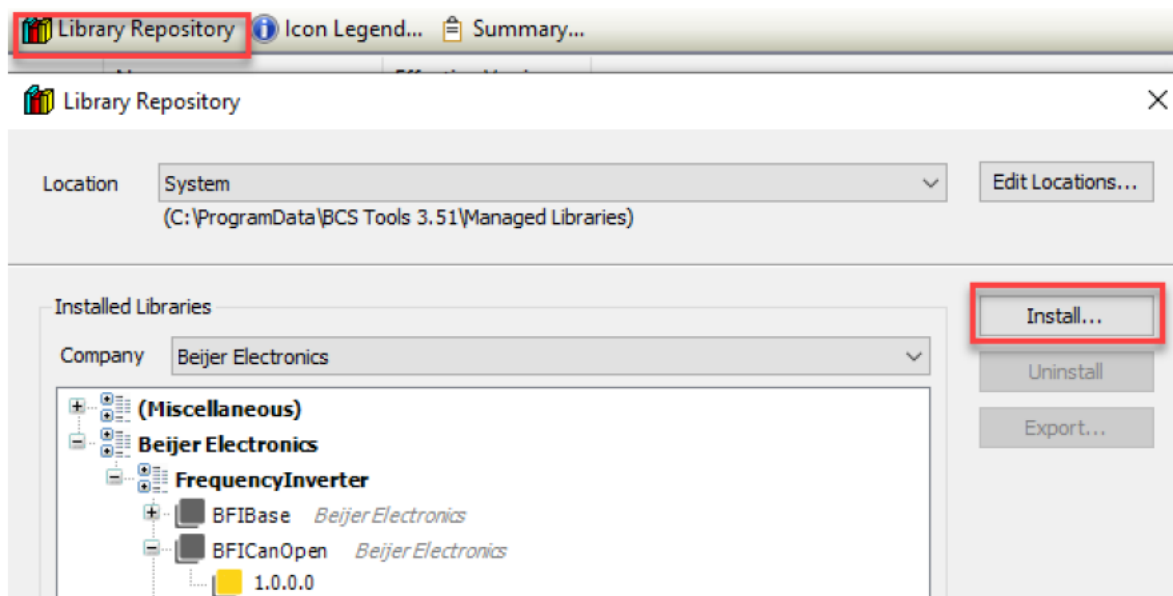 Library Repository Icon Legend... Summary...
Library Repository
Location System Edit Locations...
(C:\ProgramData\BCS Tools 3.51\Managed Libraries)
Installed Libraries
Install...
Company Beijer Electronics
Uninstall
(Miscellaneous)
Export...
Beijer Electronics
FrequencyInverter
BFIBase Beijer Electronics
BFICanOpen Beijer Electronics
1.0.0.0